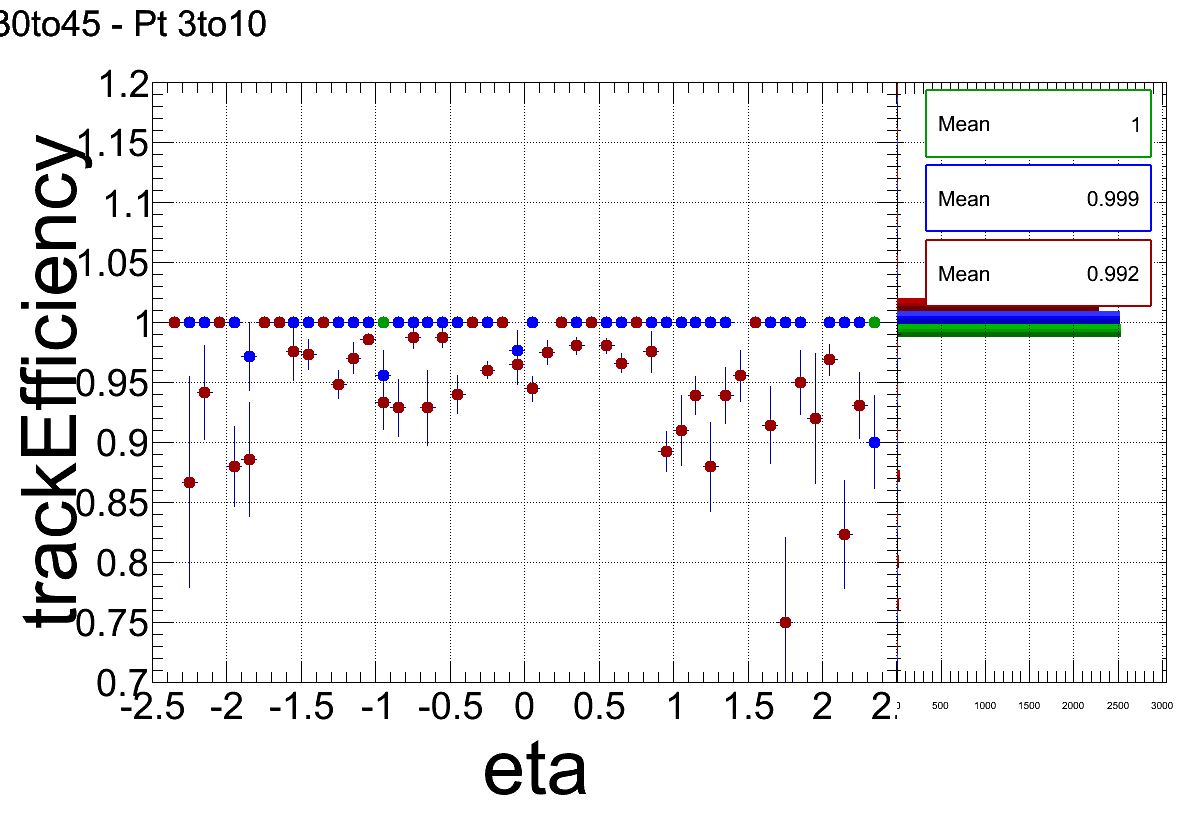 30to45 - Pt 3to10
trackEfficiency
1.2
1.15
1.1
1.05
1
0.95
0.9
0.85
0.8
0.75
0.7
-2.5 -2 -1.5 -1 -0.5 0 0.5 1 1.5 2 2.
eta
Mean 1
Mean 0.999
Mean 0.992
0 500 1000 1500 2000 2500 3000